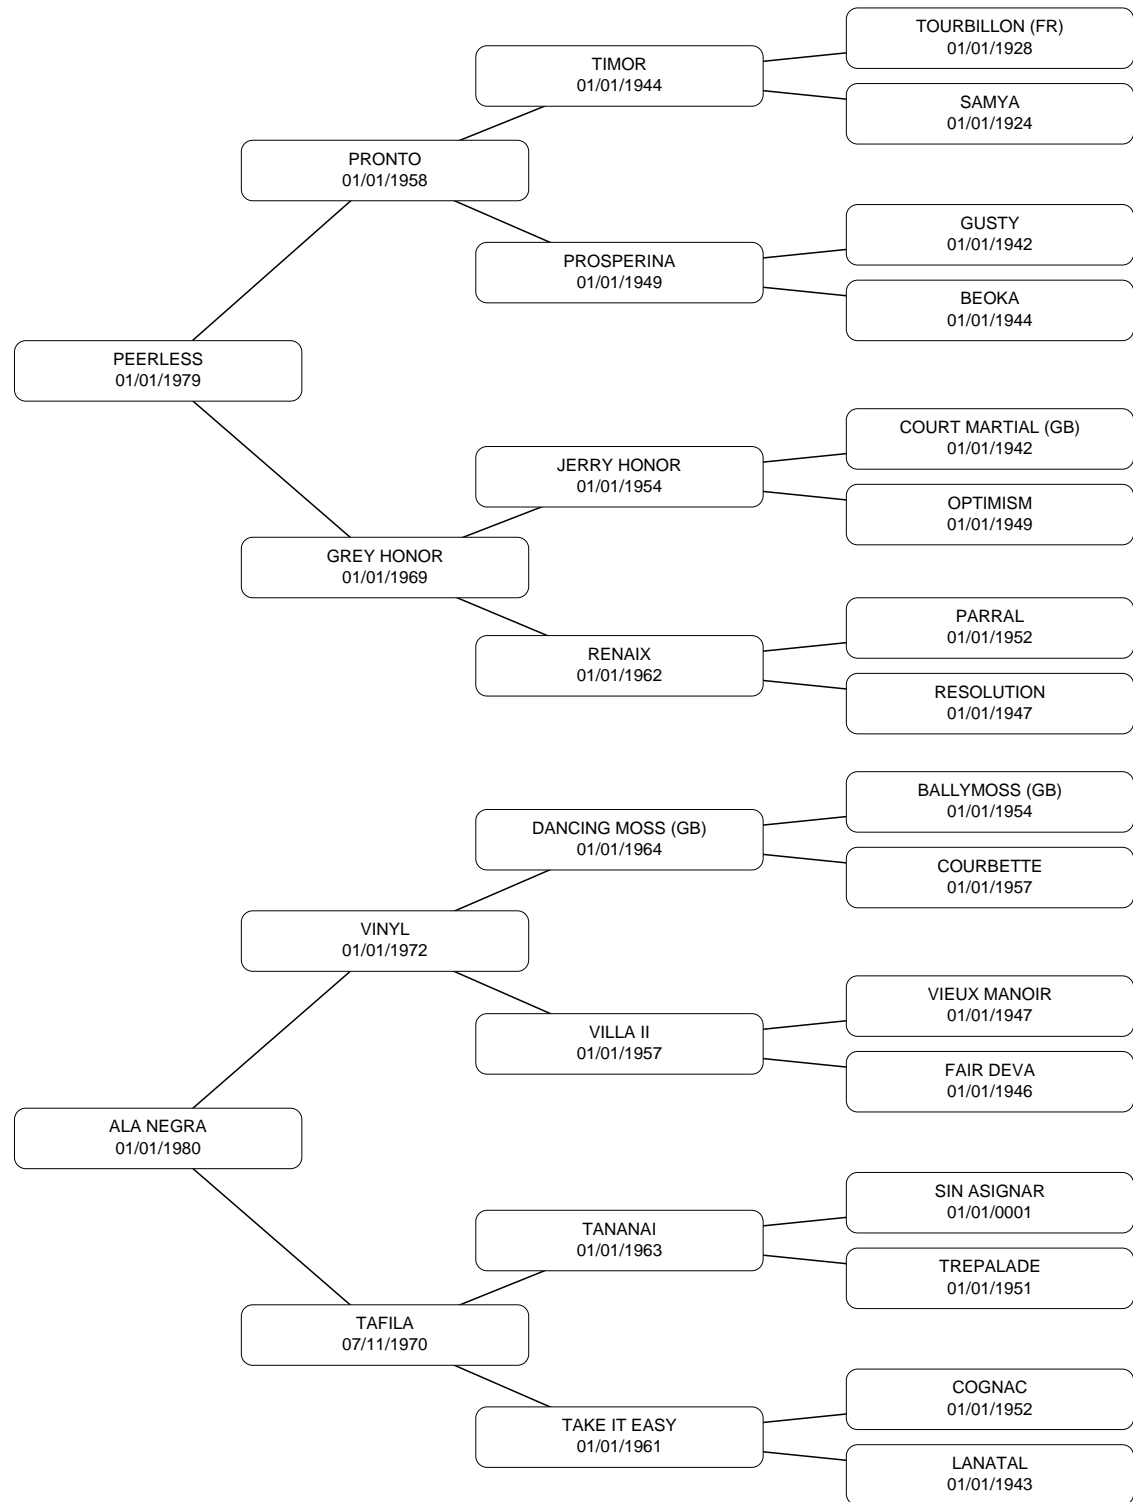 TOURBILLON (FR)
01/01/1928
TIMOR
01/01/1944
SAMYA
01/01/1924
PRONTO
01/01/1958
GUSTY
01/01/1942
PROSPERINA
01/01/1949
BEOKA
01/01/1944
PEERLESS
01/01/1979
COURT MARTIAL (GB)
01/01/1942
JERRY HONOR
01/01/1954
OPTIMISM
01/01/1949
GREY HONOR
01/01/1969
PARRAL
01/01/1952
RENAIX
01/01/1962
RESOLUTION
01/01/1947
BALLYMOSS (GB)
01/01/1954
DANCING MOSS (GB)
01/01/1964
COURBETTE
01/01/1957
VINYL
01/01/1972
VIEUX MANOIR
01/01/1947
VILLA II
01/01/1957
FAIR DEVA
01/01/1946
ALA NEGRA
01/01/1980
SIN ASIGNAR
01/01/0001
TANANAI
01/01/1963
TREPALADE
01/01/1951
TAFILA
07/11/1970
COGNAC
01/01/1952
TAKE IT EASY
01/01/1961
LANATAL
01/01/1943